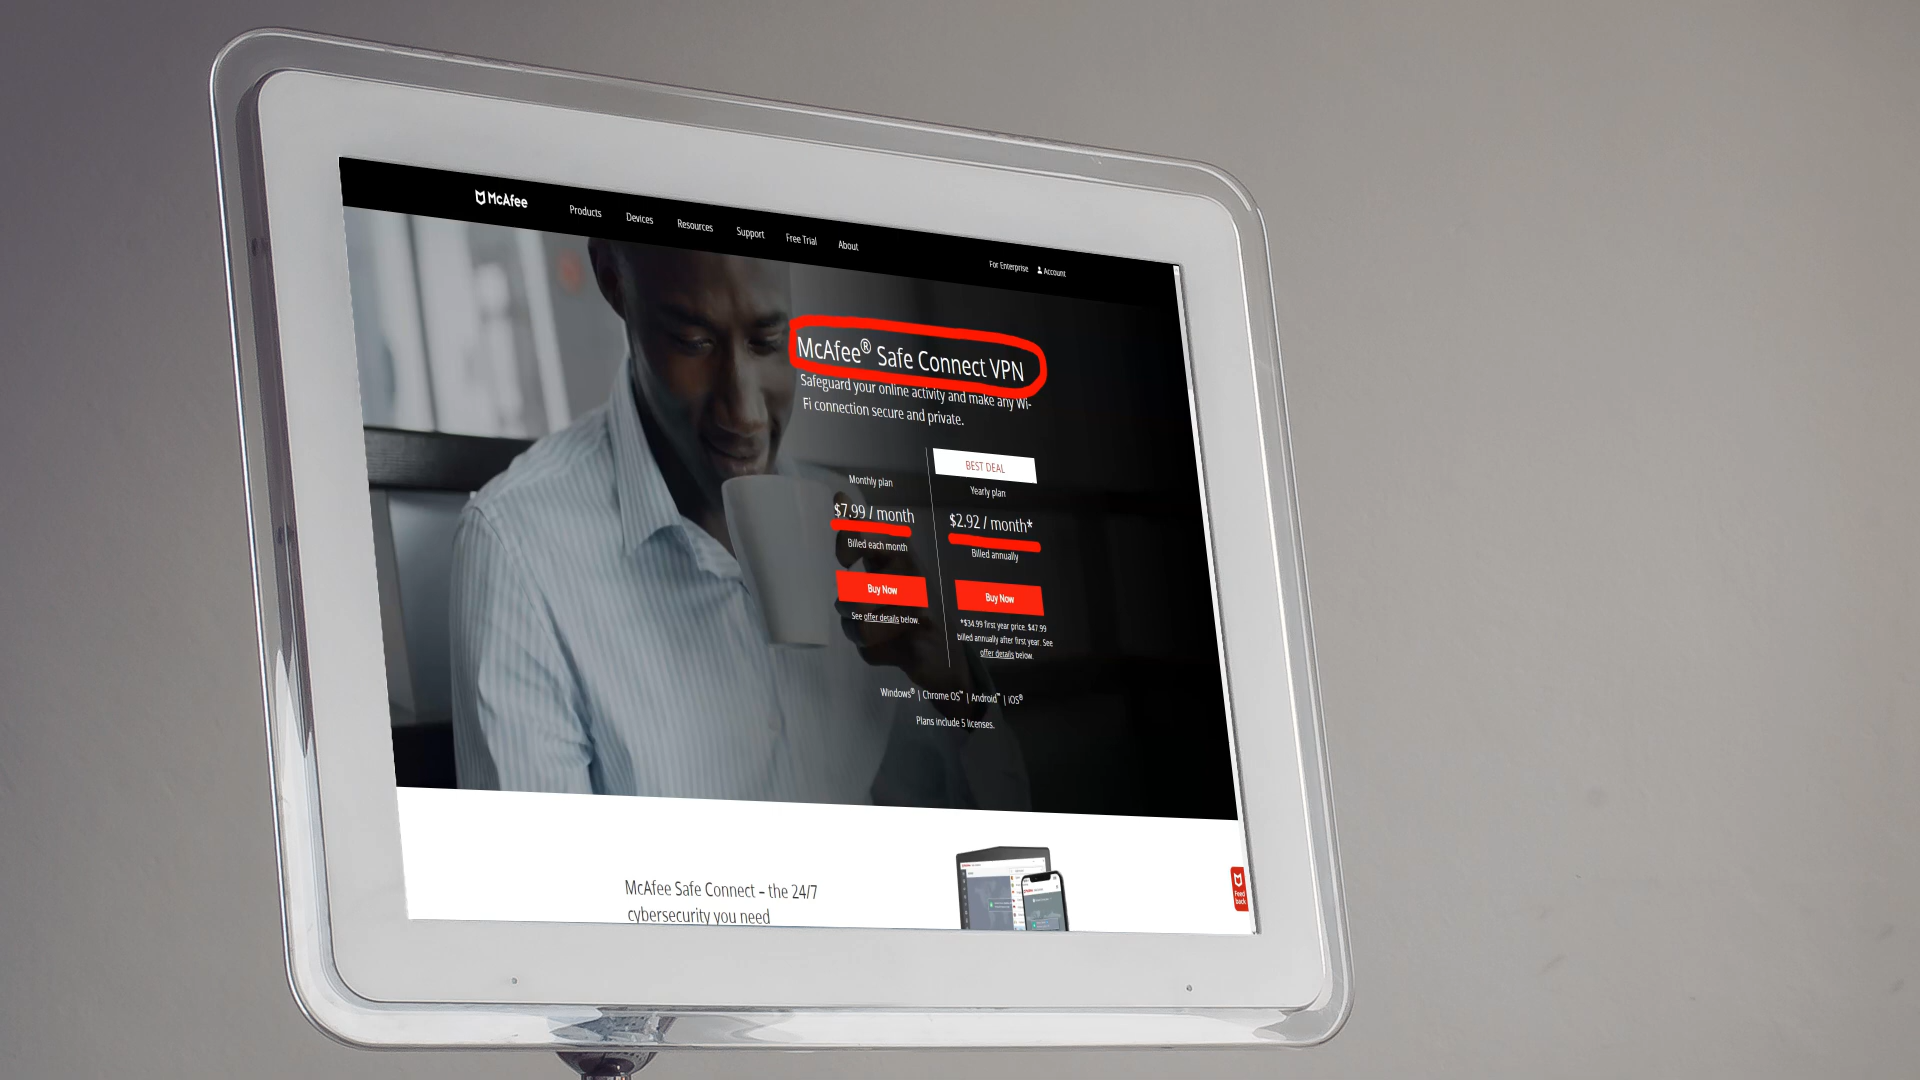 McAfee
Products
Devices
Resources
Support
Free Trial
About
For Enterprise
Account
McAfee® Safe Connect VPN
Safeguard your online activity and make any Wi-
Fi connection secure and private.
Monthly plan
$7.99 / month
Billed each month
Buy Now
See offer details below.
BEST DEAL
Yearly plan
$2.92 / month*
Billed annually
Buy Now
*$34.99 first year price. $47.99
billed annually after first year. See
offer details below.
Windows® | Chrome OS™ | Android™ | iOS®
Plans include 5 licenses.
McAfee Safe Connect – the 24/7
cybersecurity you need
Feed
back